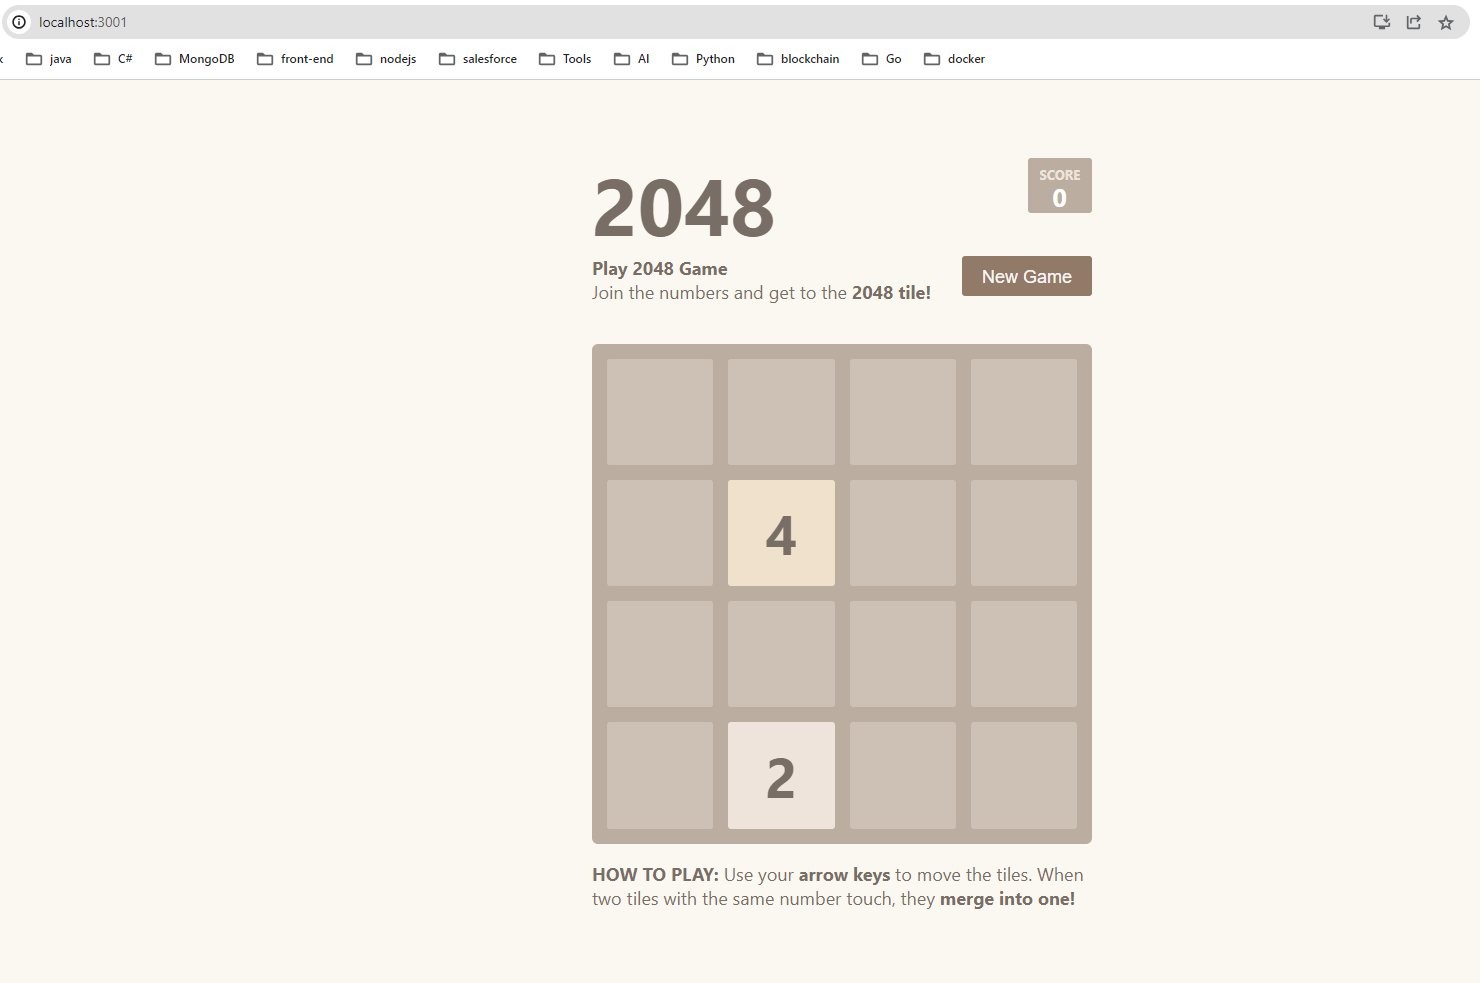 localhost:3001
java C# MongoDB front-end nodejs salesforce Tools AI Python blockchain Go docker
2048
SCORE
0
Play 2048 Game
Join the numbers and get to the 2048 tile!
New Game
4
2
HOW TO PLAY: Use your arrow keys to move the tiles. When
two tiles with the same number touch, they merge into one!